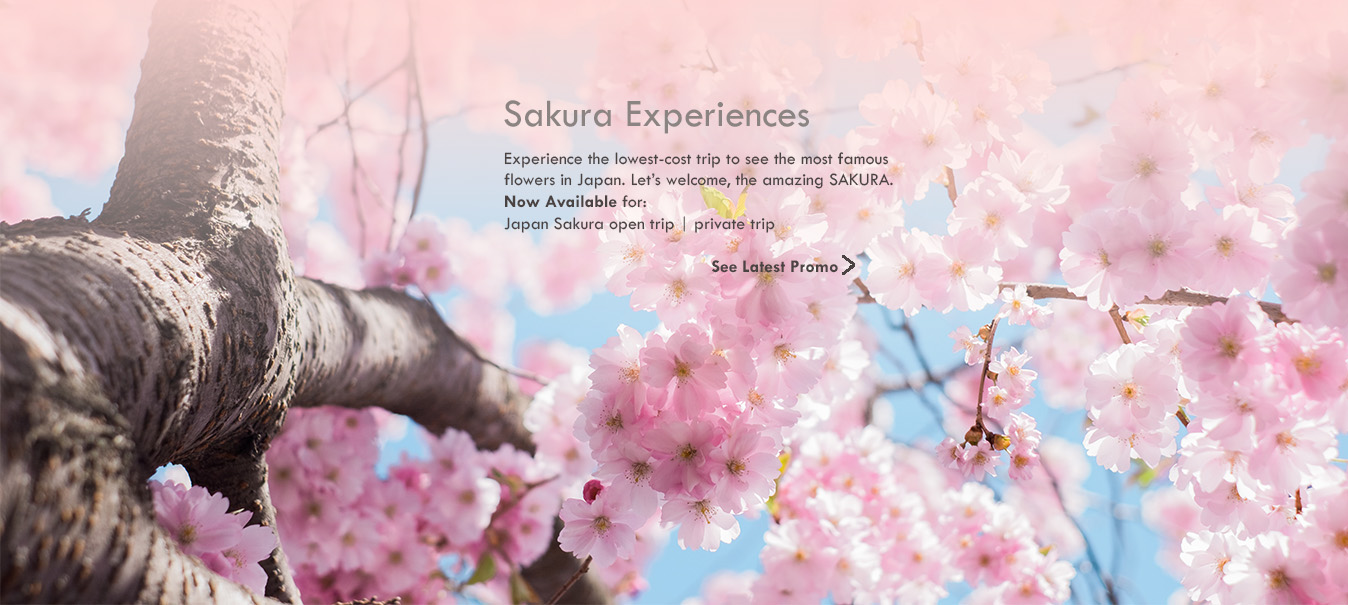 Sakura Experiences
Experience the lowest-cost trip to see the most famous
flowers in Japan. Let's welcome, the amazing SAKURA.
Now Available for:
Japan Sakura open trip | private trip
See Latest Promo